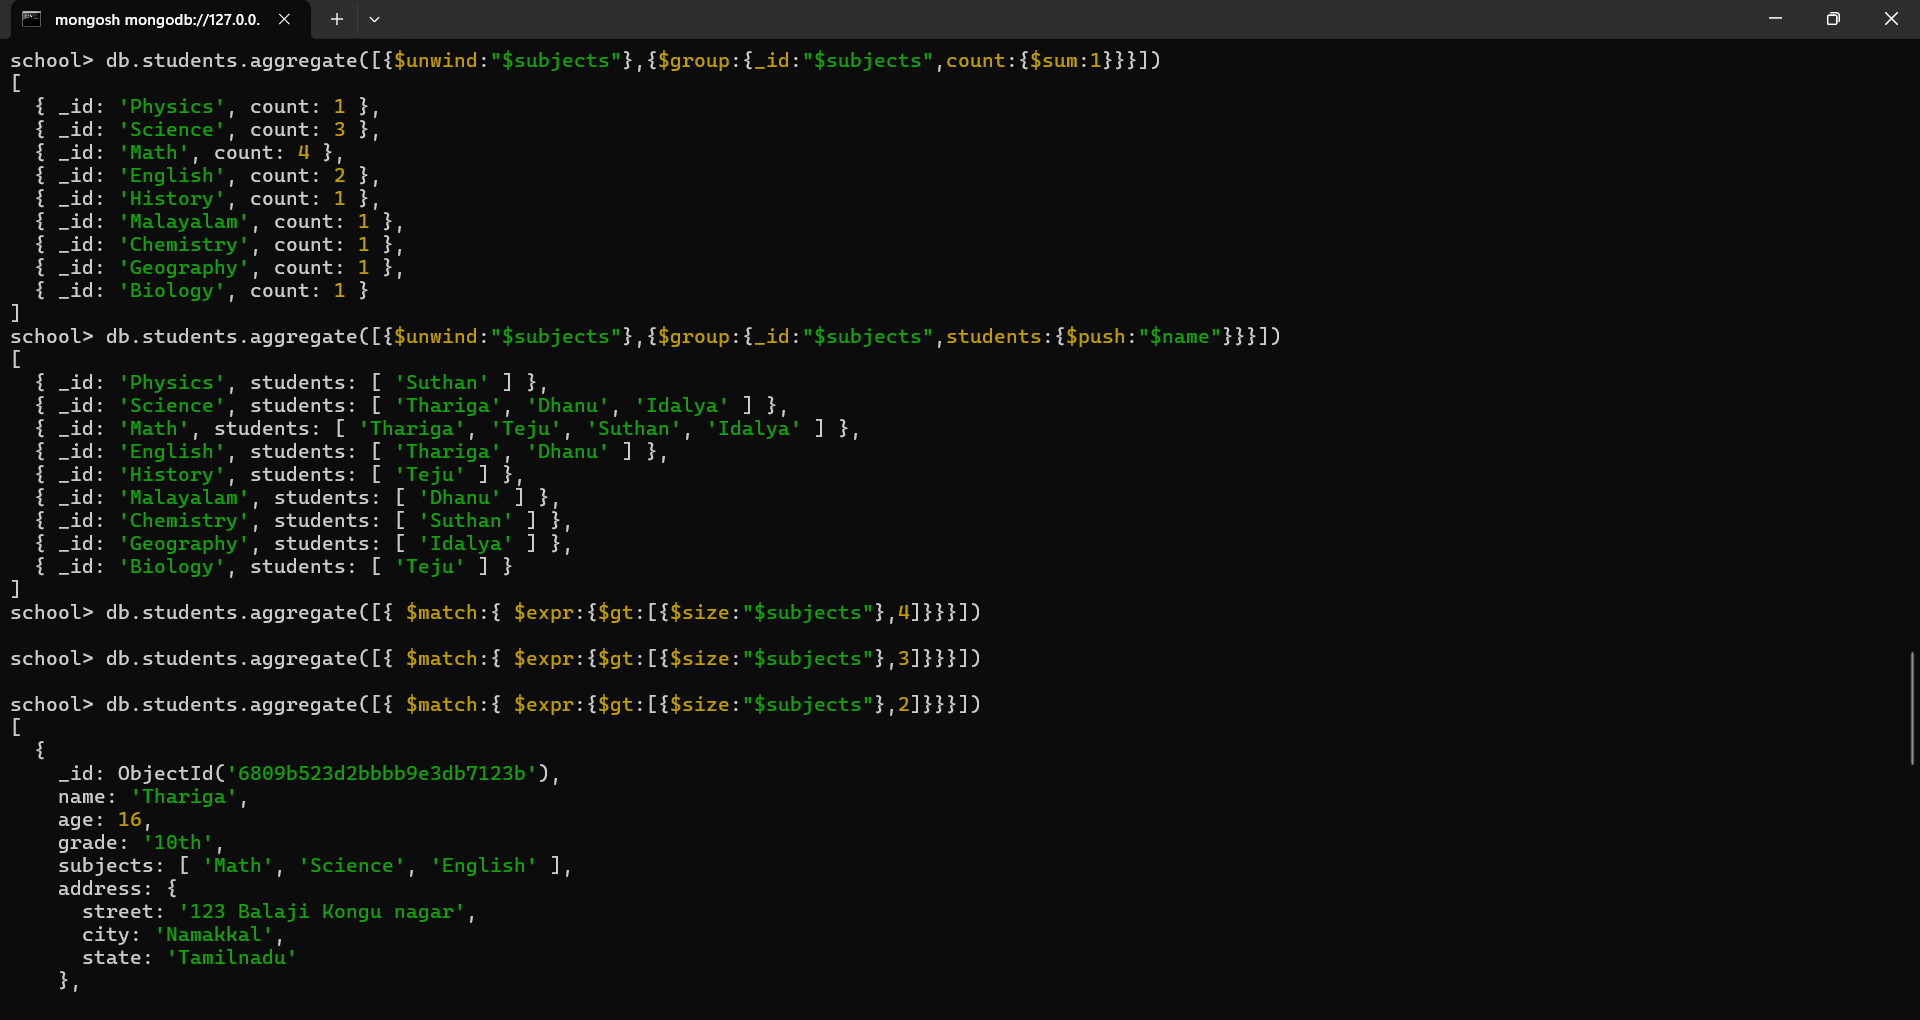 mongosh mongodb://127.0.0.
school> db.students.aggregate([{$unwind:"$subjects"},{$group:{_id:"$subjects",count:{$sum:1}}}])
[
  { _id: 'Physics', count: 1 },
  { _id: 'Science', count: 3 },
  { _id: 'Math', count: 4 },
  { _id: 'English', count: 2 },
  { _id: 'History', count: 1 },
  { _id: 'Malayalam', count: 1 },
  { _id: 'Chemistry', count: 1 },
  { _id: 'Geography', count: 1 },
  { _id: 'Biology', count: 1 }
]
school> db.students.aggregate([{$unwind:"$subjects"},{$group:{_id:"$subjects",students:{$push:"$name"}}}])
[
  { _id: 'Physics', students: [ 'Suthan' ] },
  { _id: 'Science', students: [ 'Thariga', 'Dhanu', 'Idalya' ] },
  { _id: 'Math', students: [ 'Thariga', 'Teju', 'Suthan', 'Idalya' ] },
  { _id: 'English', students: [ 'Thariga', 'Dhanu' ] },
  { _id: 'History', students: [ 'Teju' ] },
  { _id: 'Malayalam', students: [ 'Dhanu' ] },
  { _id: 'Chemistry', students: [ 'Suthan' ] },
  { _id: 'Geography', students: [ 'Idalya' ] },
  { _id: 'Biology', students: [ 'Teju' ] }
]
school> db.students.aggregate([{ $match:{ $expr:{$gt:[{$size:"$subjects"},4]}}}])
school> db.students.aggregate([{ $match:{ $expr:{$gt:[{$size:"$subjects"},3]}}}])
school> db.students.aggregate([{ $match:{ $expr:{$gt:[{$size:"$subjects"},2]}}}])
[
  {
    _id: ObjectId('6809b523d2bbbb9e3db7123b'),
    name: 'Thariga',
    age: 16,
    grade: '10th',
    subjects: [ 'Math', 'Science', 'English' ],
    address: {
      street: '123 Balaji Kongu nagar',
      city: 'Namakkal',
      state: 'Tamilnadu'
    },